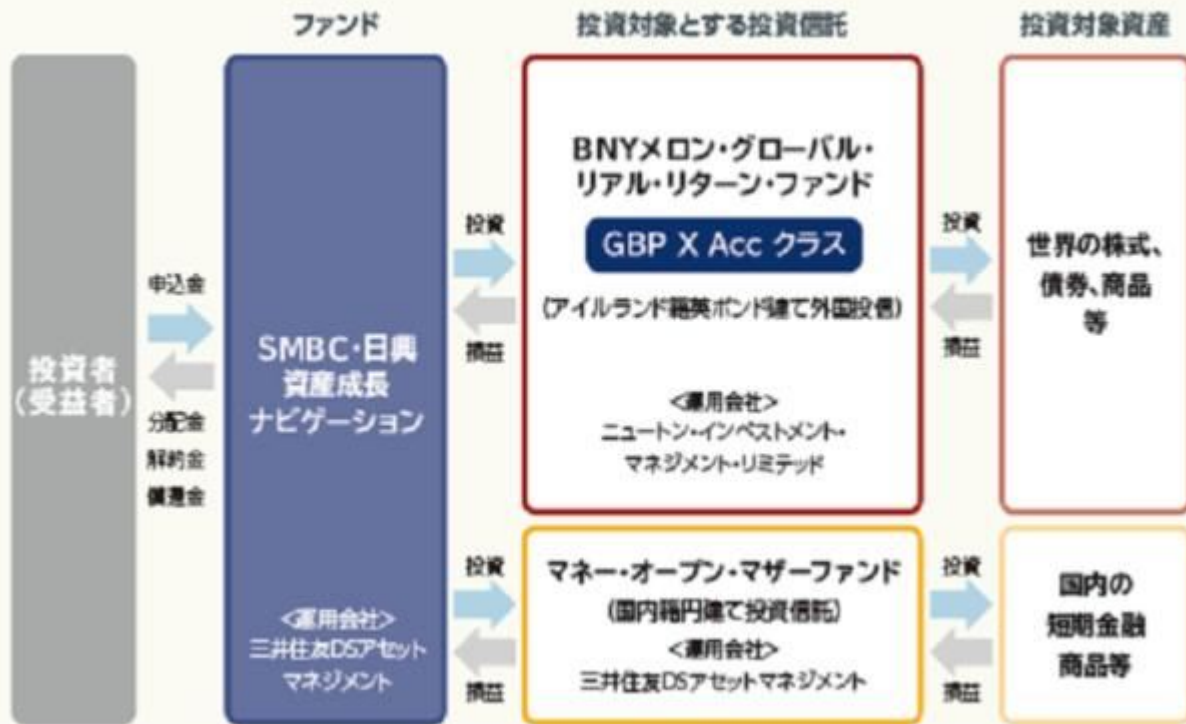 ファンド
投資対象とする投資信託
投資対象資産
投資者
(受益者)
申込金
分配金
解約金
償還金
SMBC・日興
資産成長
ナビゲーション
<運用会社>
三井住友DSアセット
マネジメント
投資
損益
BNYメロン・グローバル・
リアル・リターン・ファンド
GBP X Acc クラス
(アイルランド籍英ポンド建て外国投信)
<運用会社>
ニュートン・インベストメント・
マネジメント・リミテッド
投資
損益
世界の株式、
債券、商品
等
投資
損益
マネー・オープン・マザーファンド
(国内籍円建て投資信託)
<運用会社>
三井住友DSアセットマネジメント
投資
損益
国内の
短期金融
商品等